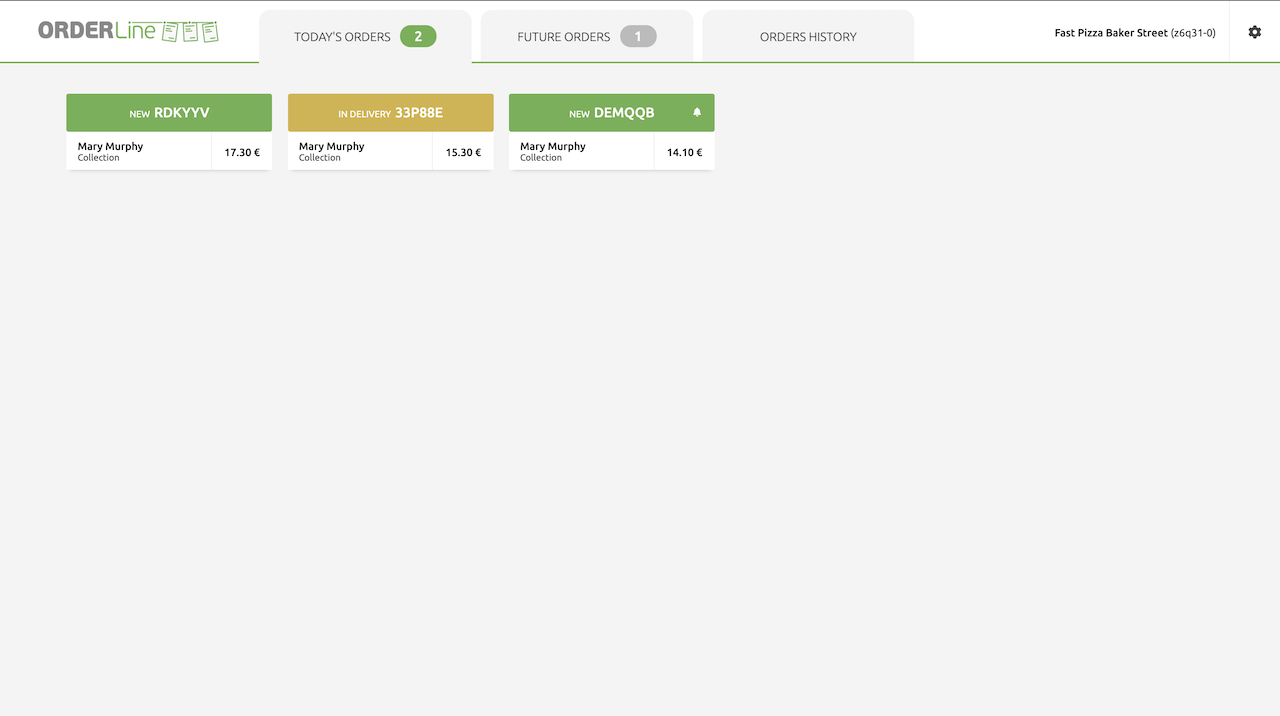 ORDERLine
TODAY'S ORDERS 2
FUTURE ORDERS 1
ORDERS HISTORY
Fast Pizza Baker Street (z6q31-0)
NEW RDKYYV
Mary Murphy
Collection
17.30 €
IN DELIVERY 33P88E
Mary Murphy
Collection
15.30 €
NEW DEMQQB
Mary Murphy
Collection
14.10 €